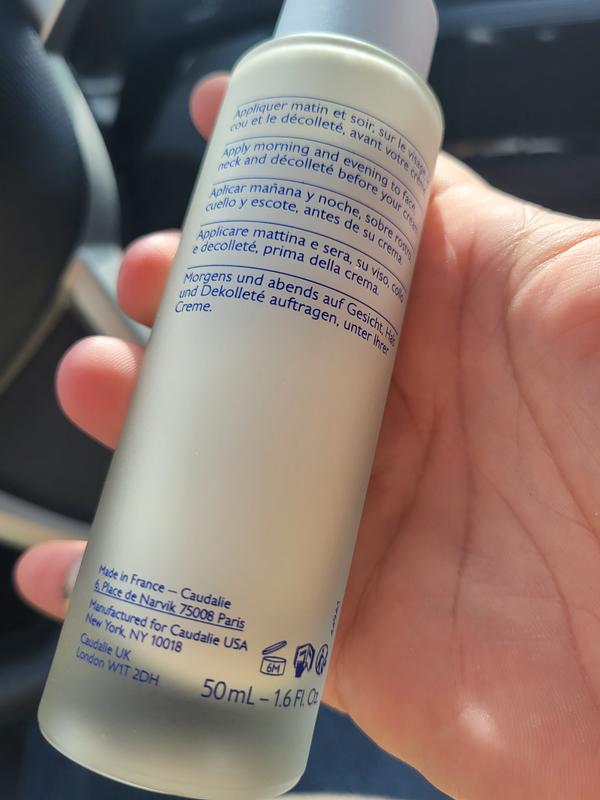 Appliquer matin et soir, sur le visage,
cou et le décolleté, avant votre crème.
Apply morning and evening to face,
neck and décolleté before your cream.
Aplicar mañana y noche, sobre rostro,
cuello y escote, antes de su crema.
Applicare mattina e sera, su viso, collo
e decolleté, prima della crema.
Morgens und abends auf Gesicht, Hals
und Dekolleté auftragen, unter Ihrer
Creme.
Made in France – Caudalie
6, Place de Narvik 75008 Paris
Manufactured for Caudalie USA
New York, NY 10018
Caudalie UK
London W1T 2DH
6M
50 mL – 1.6 Fl. Oz.